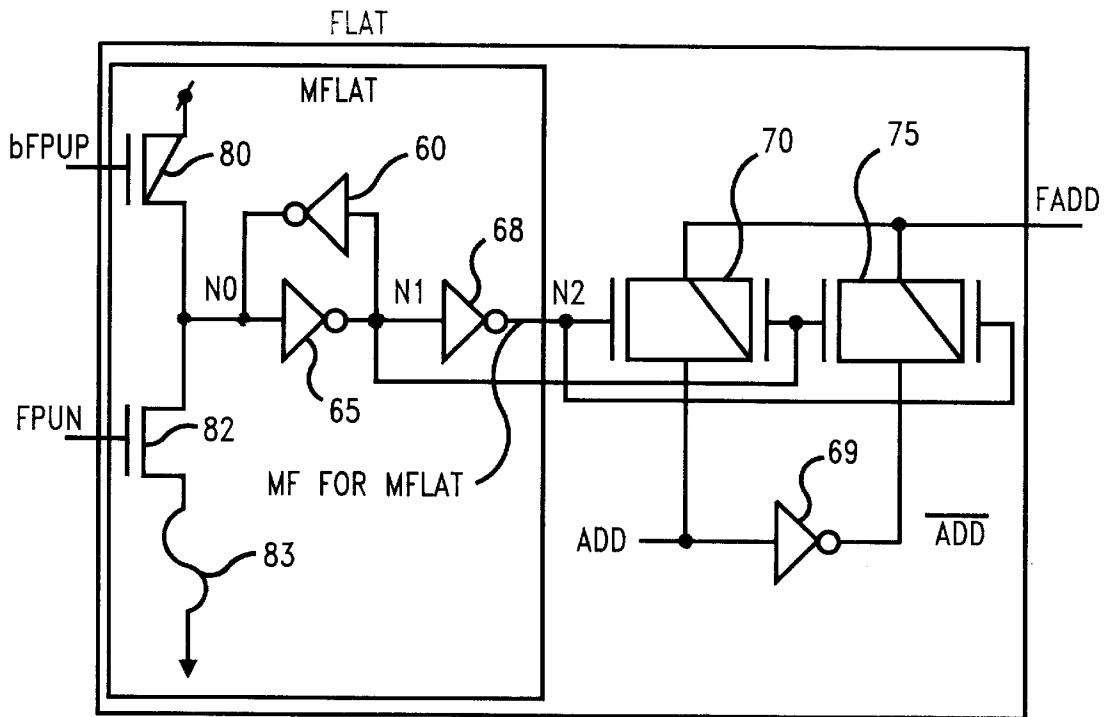 FLAT
MFLAT
bFPUP
80
60
70
75
FADD
68
N0
N1
N2
65
FPUN
82
MF FOR MFLAT
69
ADD
A̅D̅D̅
83